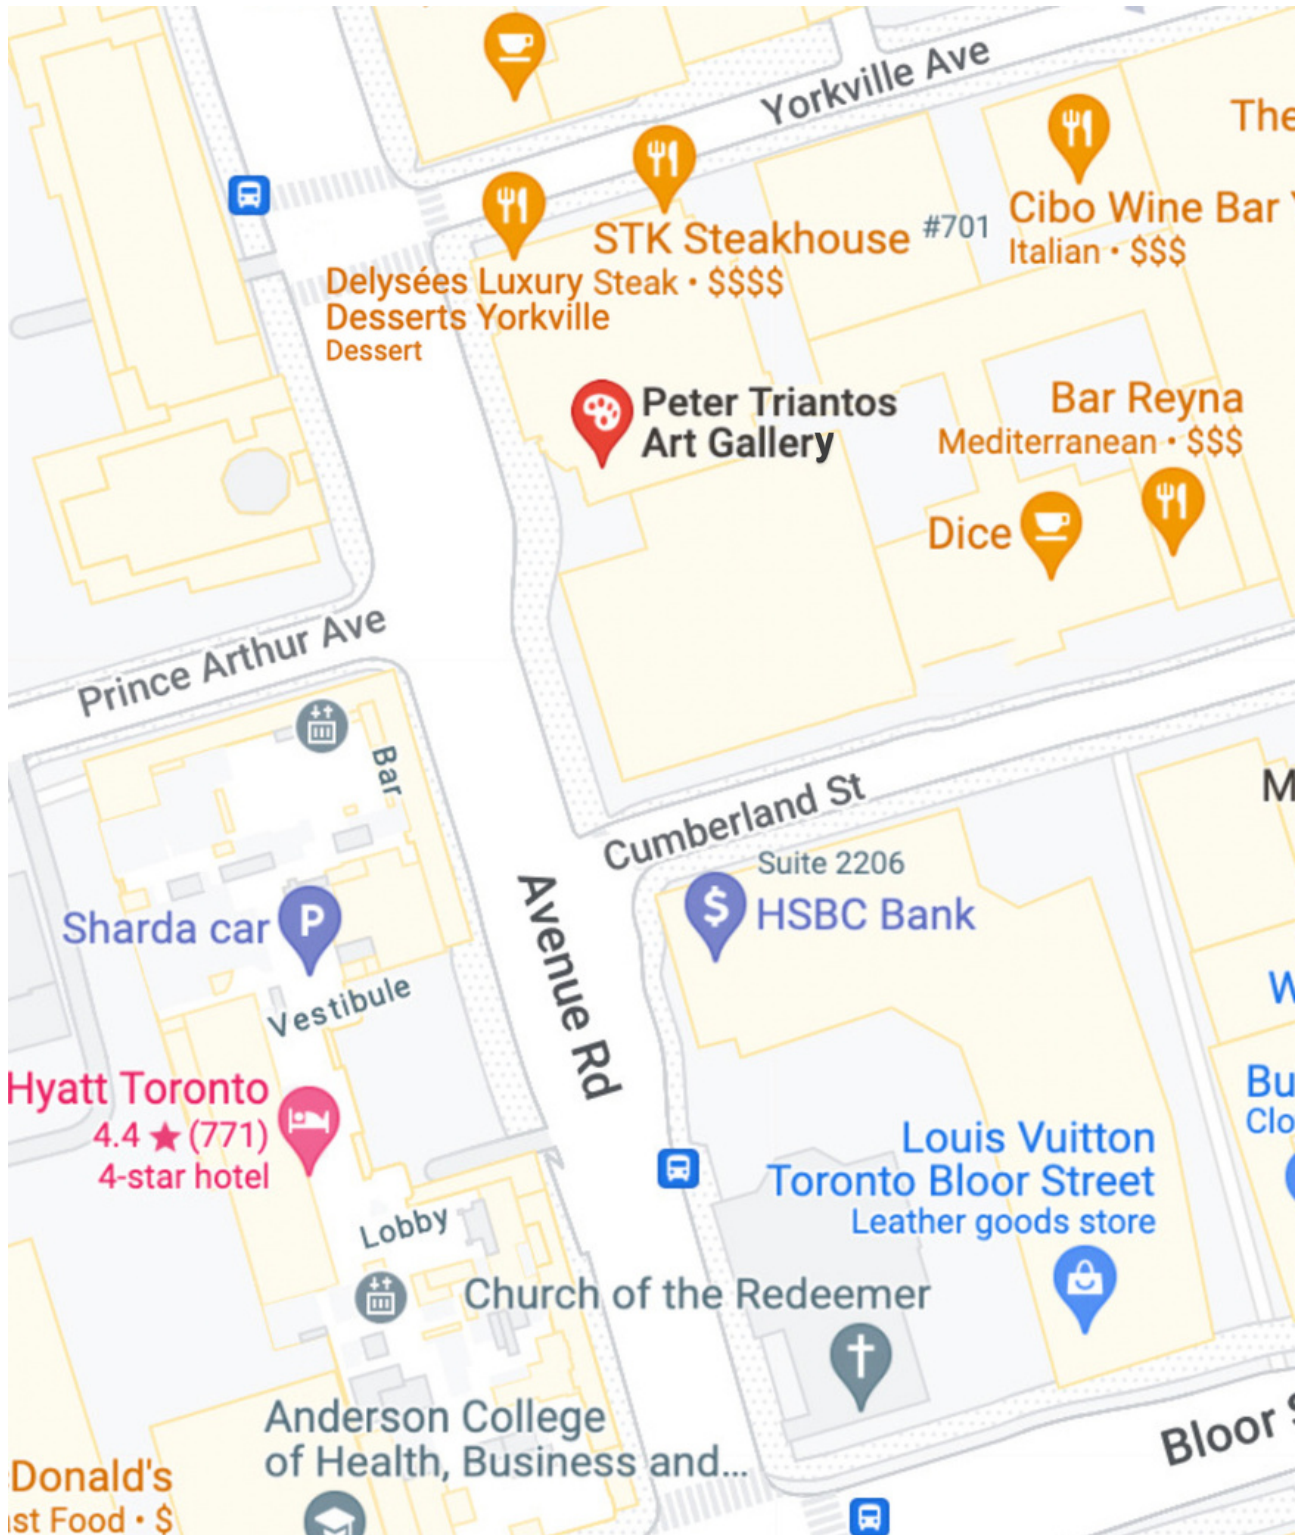 Yorkville Ave
The
Cibo Wine Bar
Italian • $$$
#701
STK Steakhouse
Steak • $$$$
Delysées Luxury
Desserts Yorkville
Dessert
Peter Triantos
Art Gallery
Bar Reyna
Mediterranean • $$$
Dice
Prince Arthur Ave
Bar
Cumberland St
M
Suite 2206
HSBC Bank
Sharda car
P
Avenue Rd
Vestibule
W
Hyatt Toronto
4.4 ★ (771)
4-star hotel
Bu
Clo
Louis Vuitton
Toronto Bloor Street
Leather goods store
Lobby
Church of the Redeemer
Anderson College
of Health, Business and...
Bloor
Donald's
st Food • $